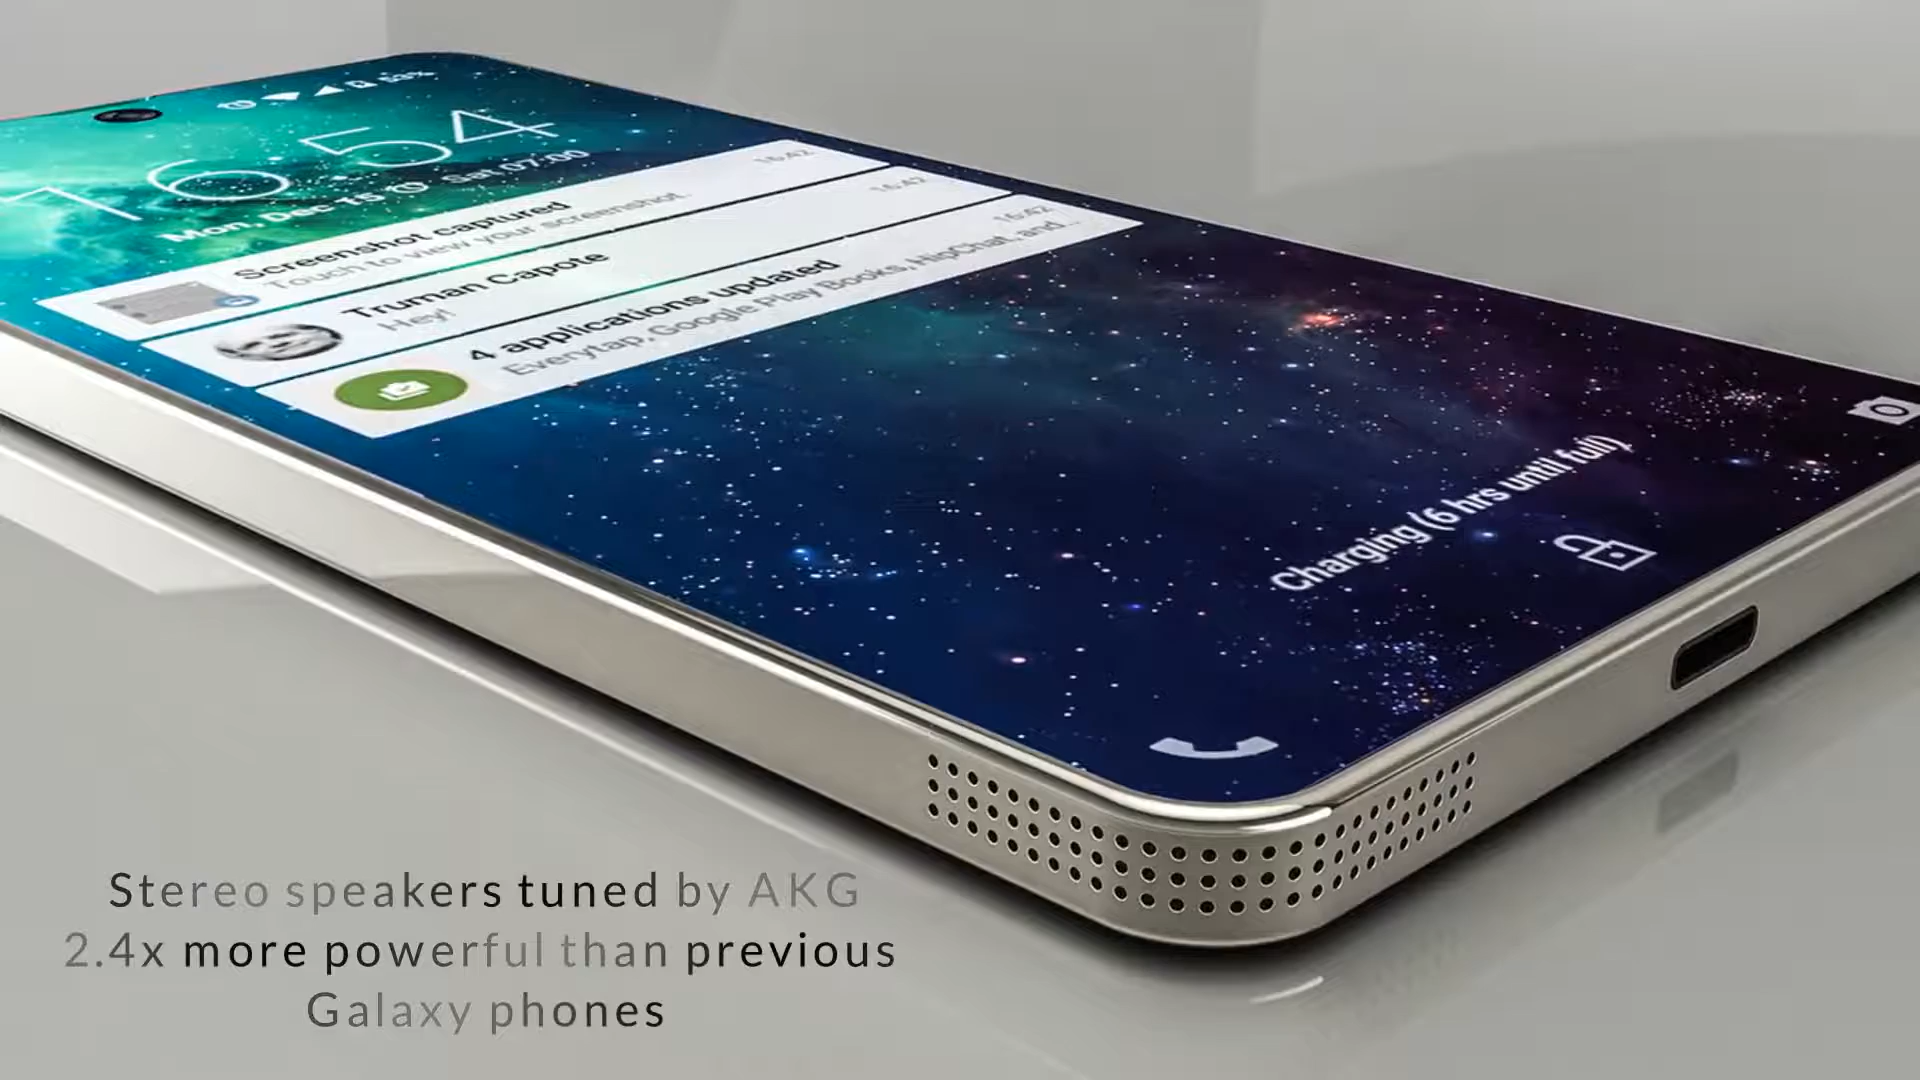 53%
16 54
Mon, Dec 15 Sat, 07:00
Screenshot captured 16:42
Touch to view your screenshot.
Truman Capote 16:42
Hey!
4 applications updated 16:42
Everytap, Google Play Books, HipChat, and...
Charging (6 hrs until full)
Stereo speakers tuned by AKG
2.4x more powerful than previous
Galaxy phones